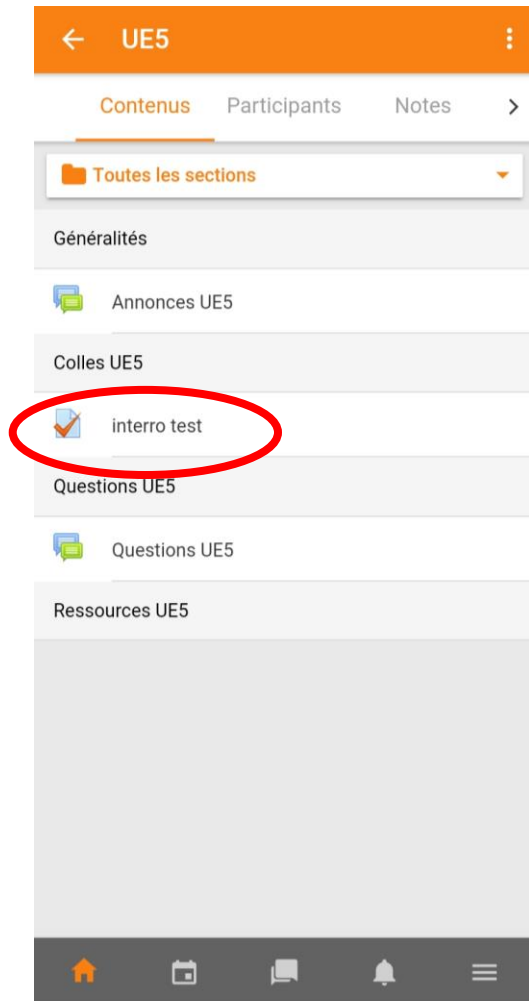 UE5
Contenus Participants Notes
Toutes les sections
Généralités
Annonces UE5
Colles UE5
interro test
Questions UE5
Questions UE5
Ressources UE5